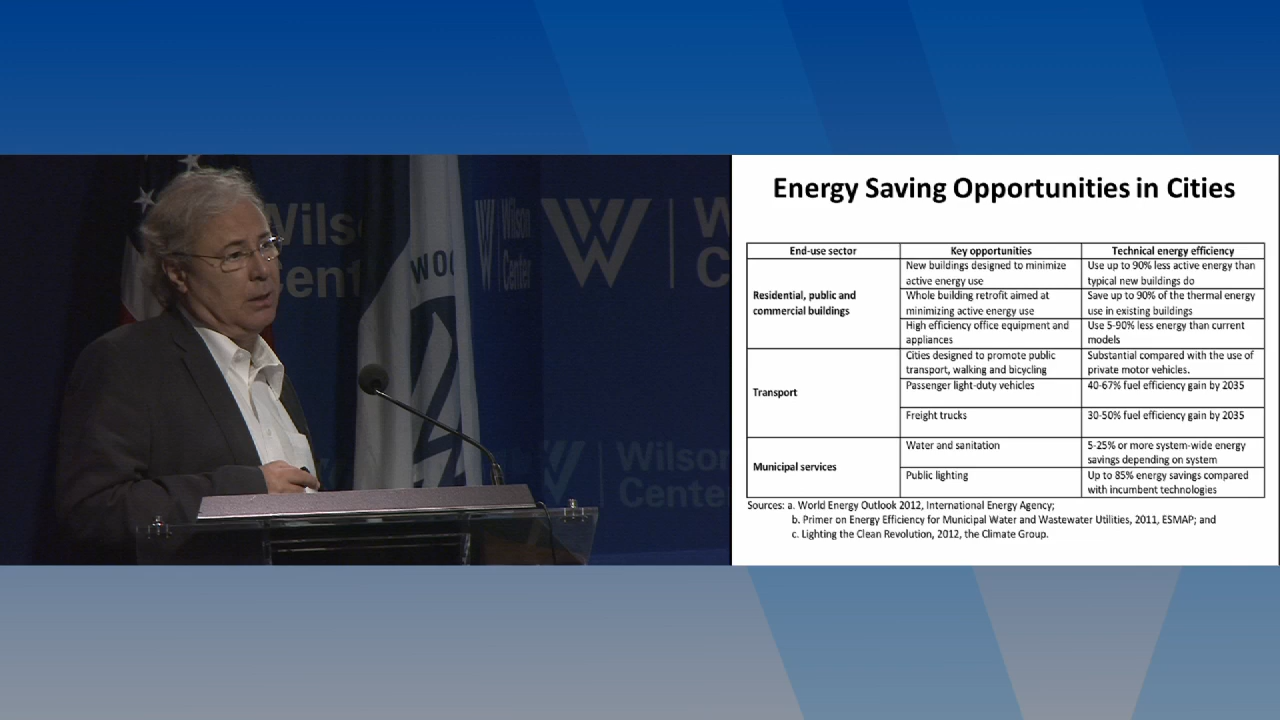 Wils
Cent
WOO
Wilson
Center
W
C
Wilson
Cente
Energy Saving Opportunities in Cities
End-use sector
Key opportunities
Technical energy efficiency
Residential, public and
commercial buildings
New buildings designed to minimize
active energy use
Use up to 90% less active energy than
typical new buildings do
Whole building retrofit aimed at
minimizing active energy use
Save up to 90% of the thermal energy
use in existing buildings
High efficiency office equipment and
appliances
Use 5-90% less energy than current
models
Transport
Cities designed to promote public
transport, walking and bicycling
Substantial compared with the use of
private motor vehicles.
Passenger light-duty vehicles
40-67% fuel efficiency gain by 2035
Freight trucks
30-50% fuel efficiency gain by 2035
Municipal services
Water and sanitation
5-25% or more system-wide energy
savings depending on system
Public lighting
Up to 85% energy savings compared
with incumbent technologies
Sources: a. World Energy Outlook 2012, International Energy Agency;
b. Primer on Energy Efficiency for Municipal Water and Wastewater Utilities, 2011, ESMAP; and
c. Lighting the Clean Revolution, 2012, the Climate Group.